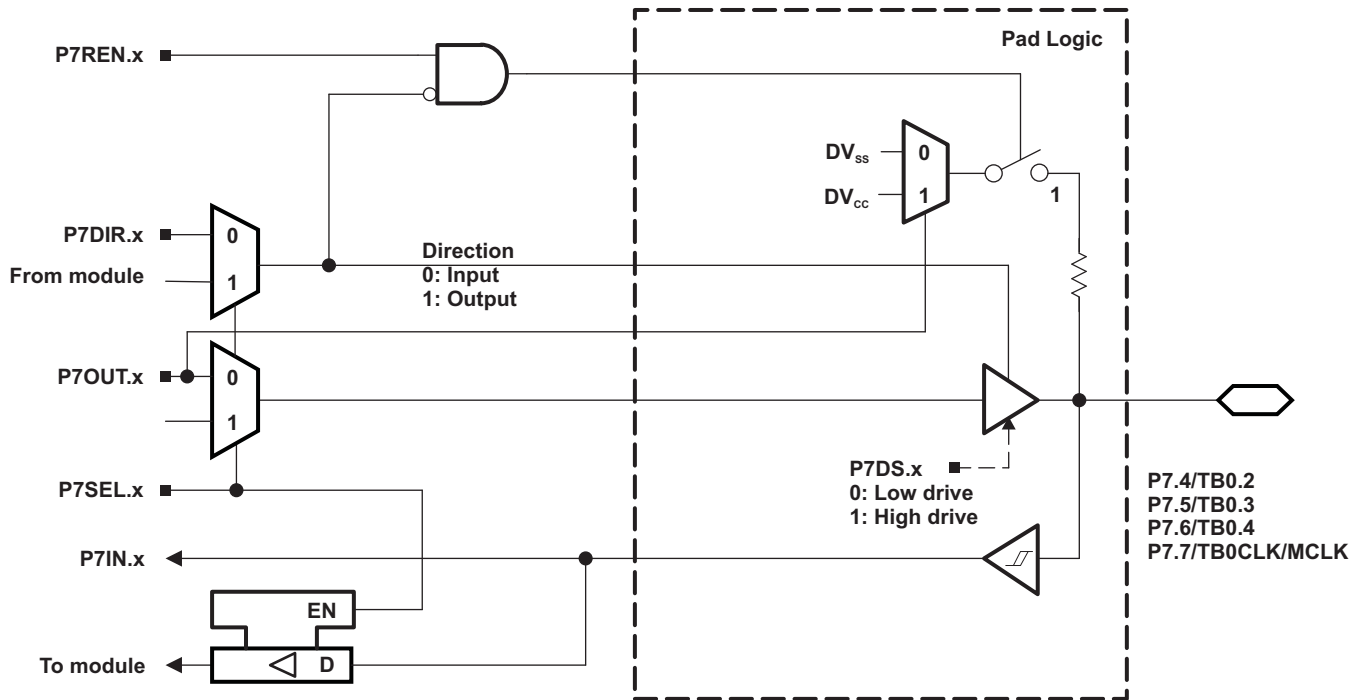 Pad Logic
P7REN.x
DVSS
0
DVCC
1
1
P7DIR.x
0
From module
1
Direction
0: Input
1: Output
P7OUT.x
0
1
P7DS.x
0: Low drive
1: High drive
P7SEL.x
P7.4/TB0.2
P7.5/TB0.3
P7.6/TB0.4
P7.7/TB0CLK/MCLK
P7IN.x
EN
To module
D